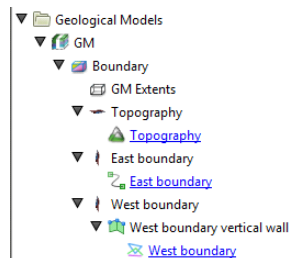 Geological Models
GM
Boundary
GM Extents
Topography
Topography
East boundary
East boundary
West boundary
West boundary vertical wall
West boundary